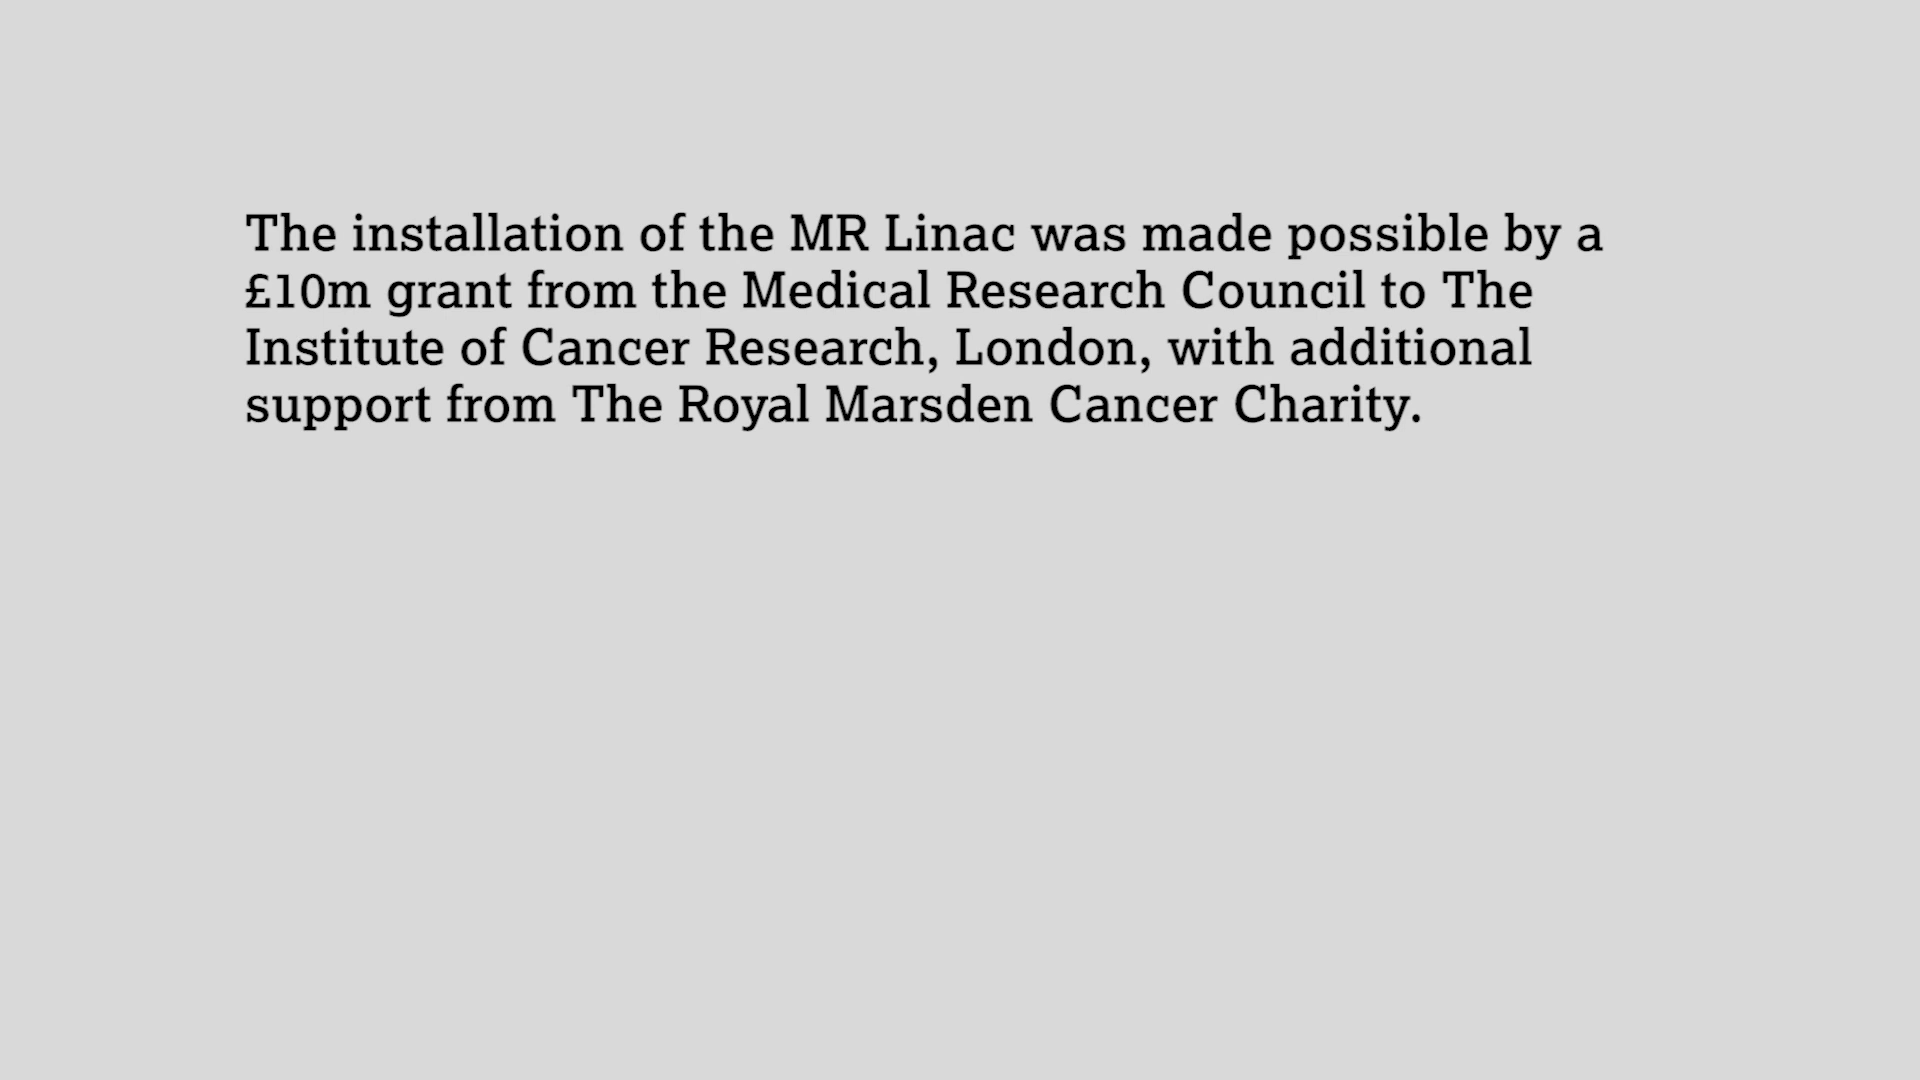 The installation of the MR Linac was made possible by a
£10m grant from the Medical Research Council to The
Institute of Cancer Research, London, with additional
support from The Royal Marsden Cancer Charity.